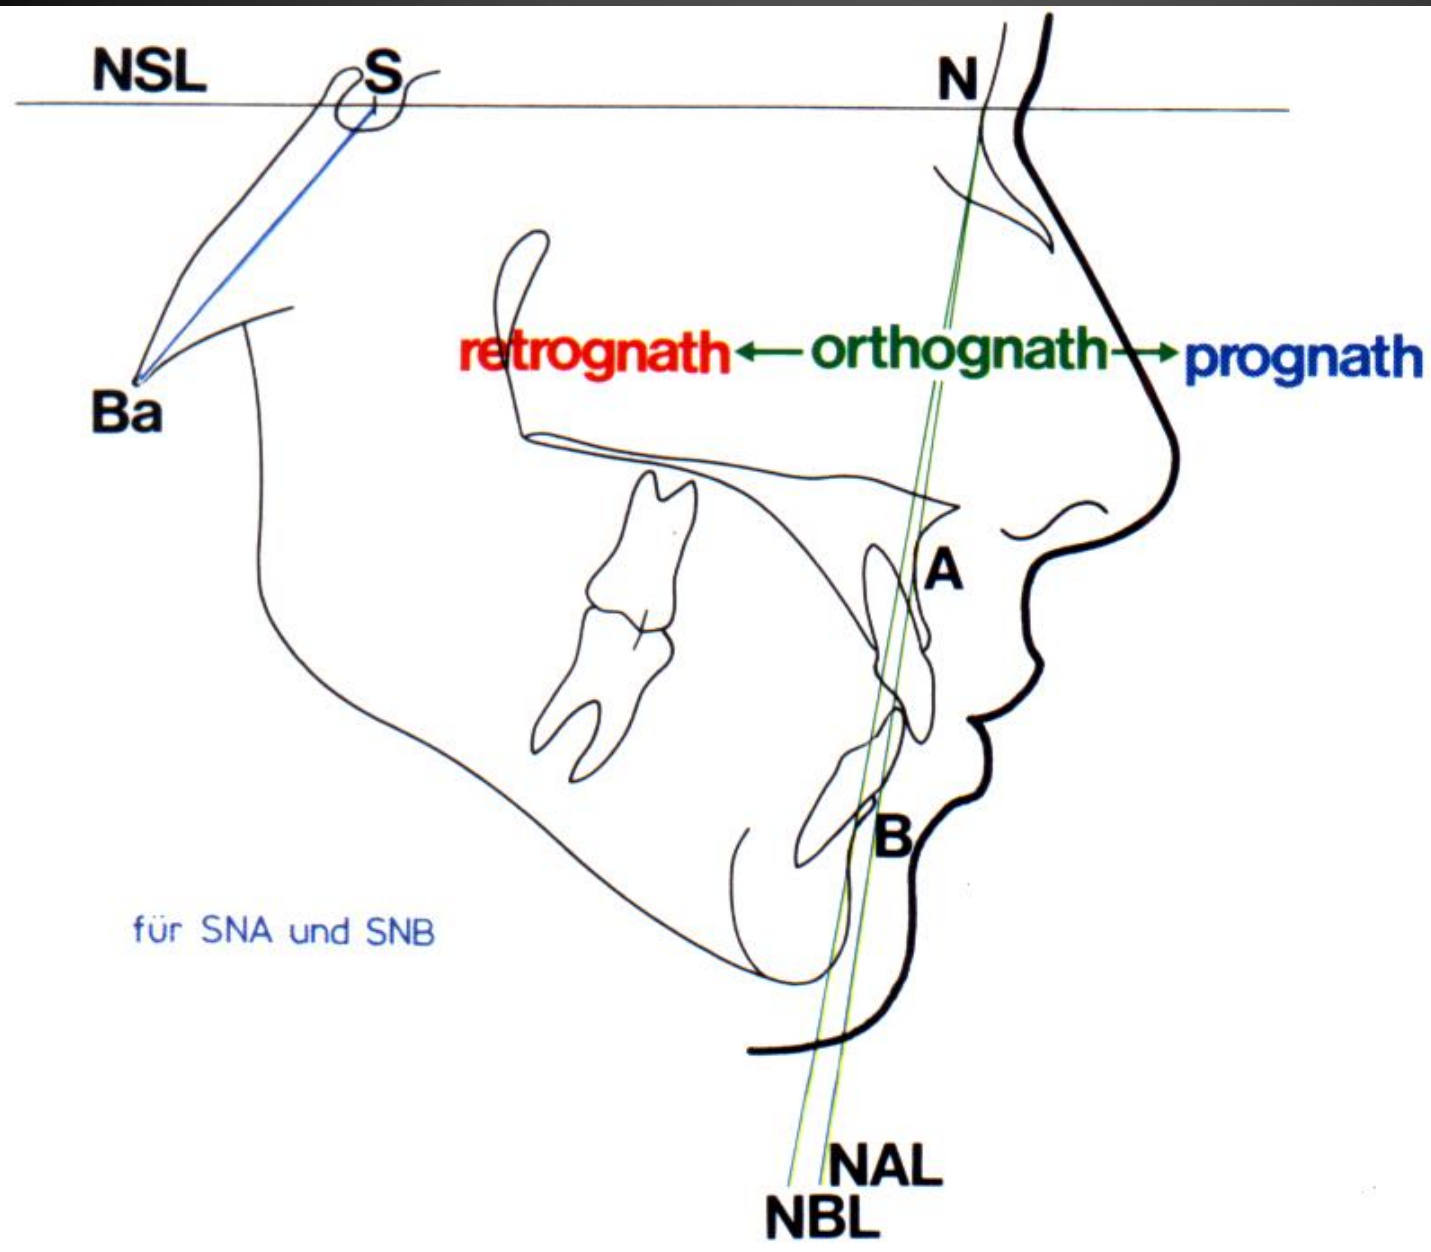 NSL S N
retrognath ← orthognath → prognath
Ba
A
B
für SNA und SNB
NAL
NBL